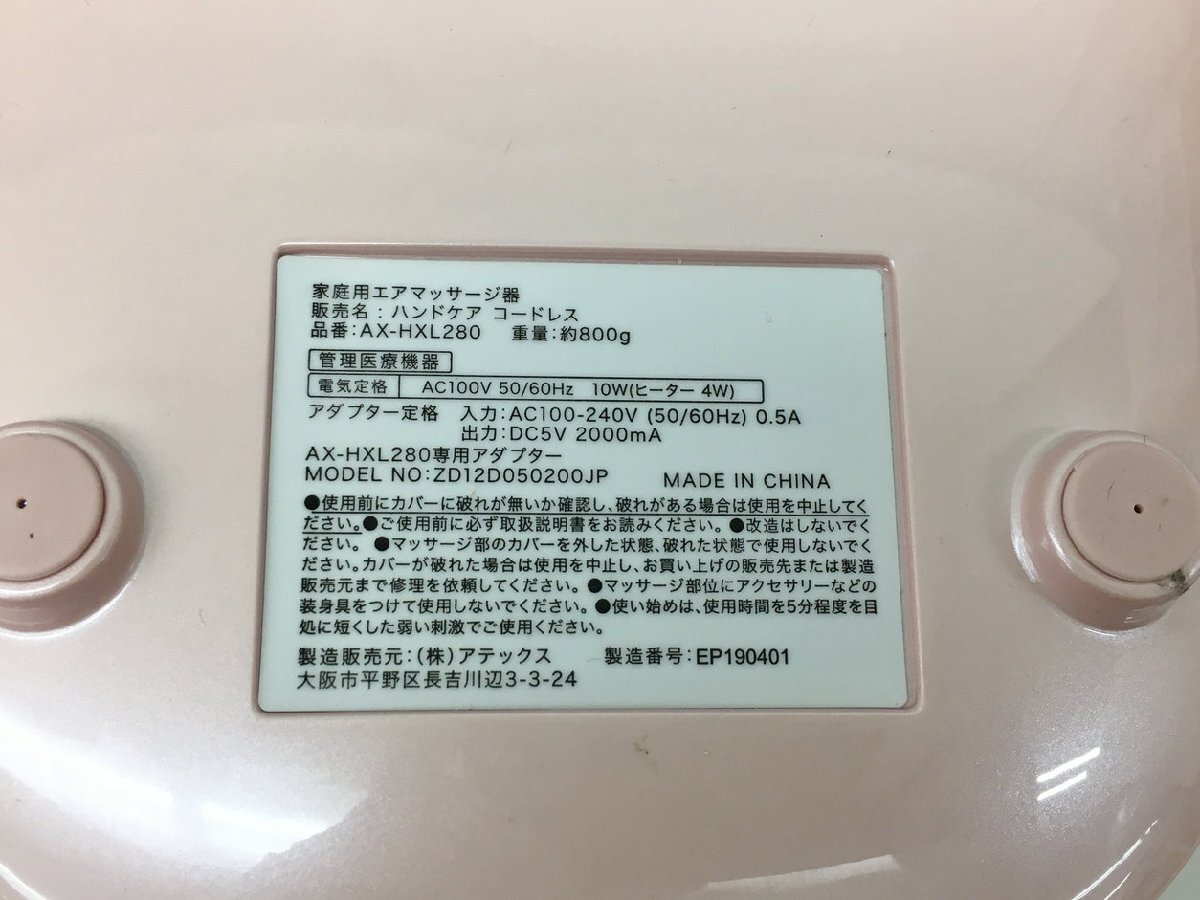 家庭用エアマッサージ器
販売名：ハンドケア コードレス
品番：AX-HXL280 重量：約800g
管理医療機器
電気定格 AC100V 50/60Hz 10W(ヒーター 4W)
アダプター定格 入力：AC100-240V (50/60Hz) 0.5A
出力：DC5V 2000mA
AX-HXL280専用アダプター
MODEL NO：ZD12D050200JP MADE IN CHINA
●使用前にカバーに破れが無いか確認し、破れがある場合は使用を中止してく
ださい。●ご使用前に必ず取扱説明書をお読みください。●改造はしないでく
ださい。●マッサージ部のカバーを外した状態、破れた状態で使用しないでく
ださい。カバーが破れた場合は使用を中止し、お買い上げの販売先または製造
販売元まで修理を依頼してください。●マッサージ部位にアクセサリーなどの
装身具をつけて使用しないでください。●使い始めは、使用時間を5分程度を目
処に短くした弱い刺激でご使用ください。
製造販売元：(株)アテックス 製造番号：EP190401
大阪市平野区長吉川辺3-3-24